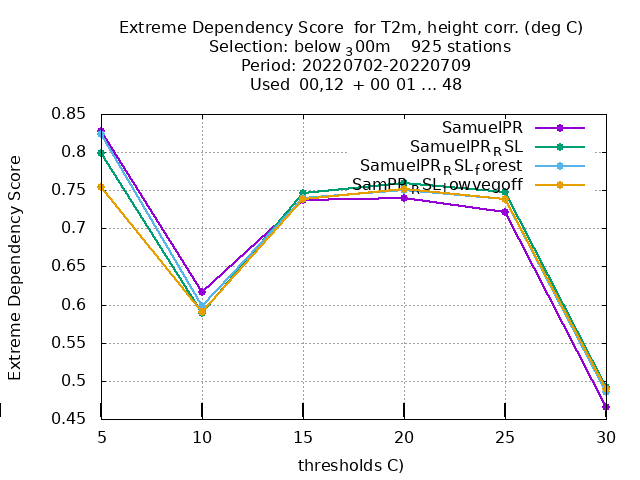 Extreme Dependency Score for T2m, height corr. (deg C)
Selection: below ₃00m 925 stations
Period: 20220702-20220709
Used 00,12 + 00 01 ... 48
SamuelPR
SamuelPR_RSL
SamuelPR_RSL_forest
SamPR_RSL_lowvegoff
Extreme Dependency Score
0.85
0.8
0.75
0.7
0.65
0.6
0.55
0.5
0.45
5 10 15 20 25 30
thresholds C)